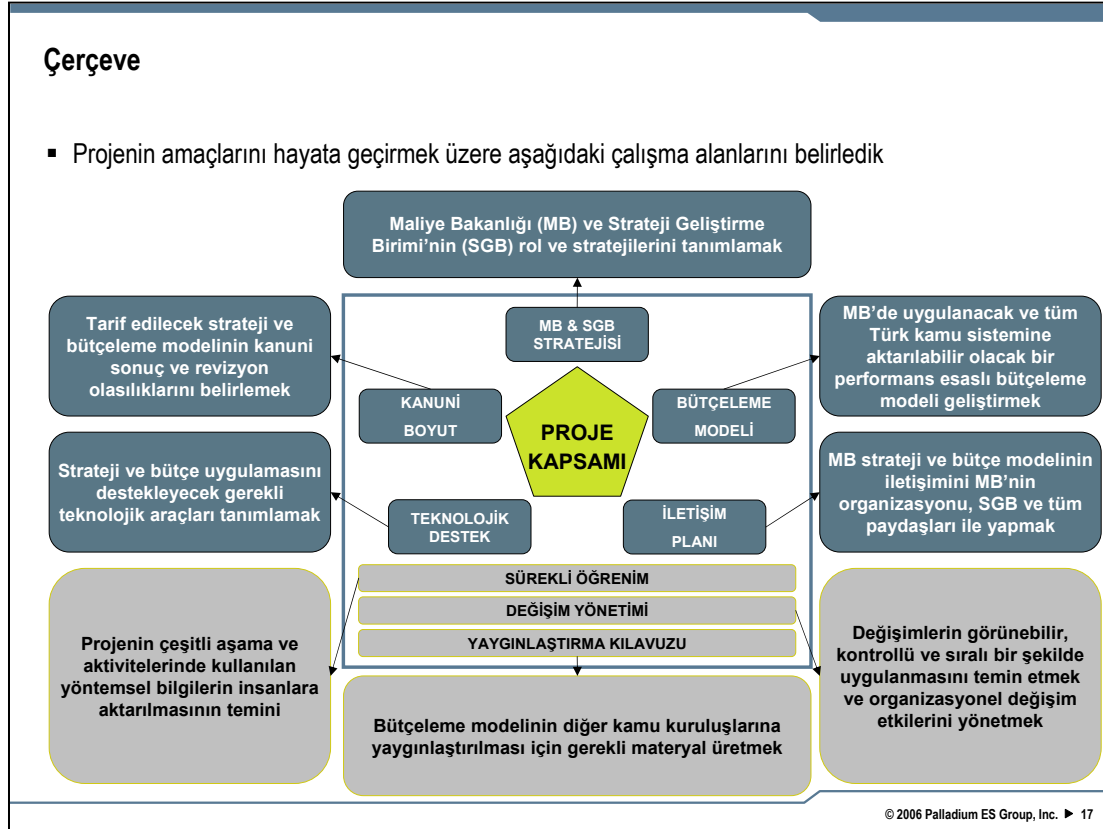 Çerçeve
▪ Projenin amaçlarını hayata geçirmek üzere aşağıdaki çalışma alanlarını belirledik
Maliye Bakanlığı (MB) ve Strateji Geliştirme
Birimi’nin (SGB) rol ve stratejilerini tanımlamak
Tarif edilecek strateji ve
bütçeleme modelinin kanuni
sonuç ve revizyon
olasılıklarını belirlemek
MB & SGB
STRATEJİSİ
MB’de uygulanacak ve tüm
Türk kamu sistemine
aktarılabilir olacak bir
performans esaslı bütçeleme
modeli geliştirmek
KANUNİ
BOYUT
PROJE
KAPSAMI
BÜTÇELEME
MODELİ
Strateji ve bütçe uygulamasını
destekleyecek gerekli
teknolojik araçları tanımlamak
TEKNOLOJİK
DESTEK
İLETİŞİM
PLANI
MB strateji ve bütçe modelinin
iletişimini MB’nin
organizasyonu, SGB ve tüm
paydaşları ile yapmak
SÜREKLİ ÖĞRENİM
DEĞİŞİM YÖNETİMİ
YAYGINLAŞTIRMA KILAVUZU
Projenin çeşitli aşama ve
aktivitelerinde kullanılan
yöntemsel bilgilerin insanlara
aktarılmasının temini
Bütçeleme modelinin diğer kamu kuruluşlarına
yaygınlaştırılması için gerekli materyal üretmek
Değişimlerin görünebilir,
kontrollü ve sıralı bir şekilde
uygulanmasını temin etmek
ve organizasyonel değişim
etkilerini yönetmek
© 2006 Palladium ES Group, Inc. ► 17